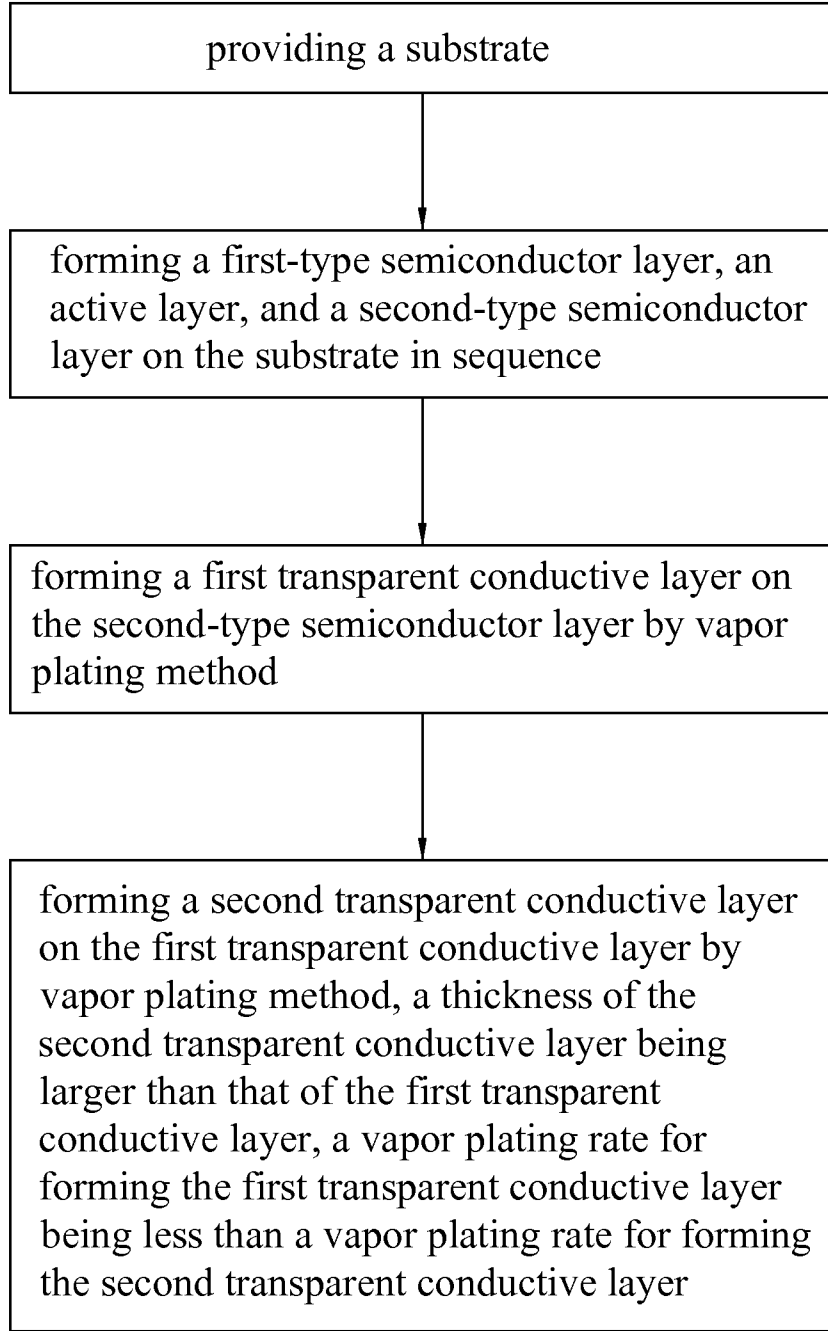 providing a substrate
forming a first-type semiconductor layer, an
active layer, and a second-type semiconductor
layer on the substrate in sequence
forming a first transparent conductive layer on
the second-type semiconductor layer by vapor
plating method
forming a second transparent conductive layer
on the first transparent conductive layer by
vapor plating method, a thickness of the
second transparent conductive layer being
larger than that of the first transparent
conductive layer, a vapor plating rate for
forming the first transparent conductive layer
being less than a vapor plating rate for forming
the second transparent conductive layer